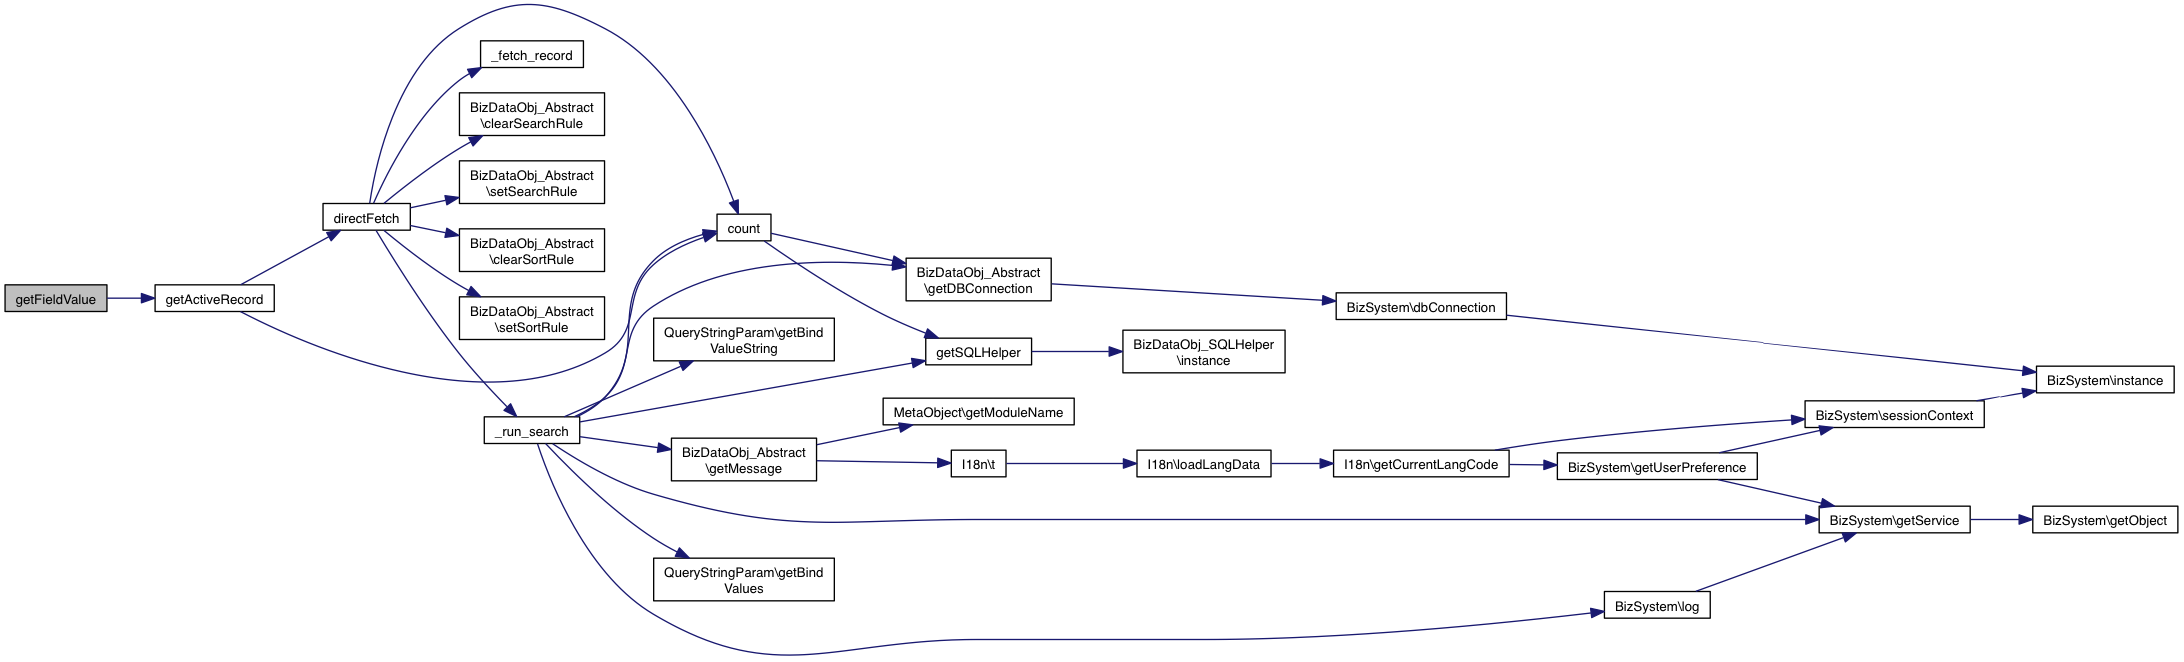 getFieldValue
getActiveRecord
directFetch
_fetch_record
BizDataObj_Abstract
\clearSearchRule
BizDataObj_Abstract
\setSearchRule
BizDataObj_Abstract
\clearSortRule
BizDataObj_Abstract
\setSortRule
_run_search
count
QueryStringParam\getBind
ValueString
BizDataObj_Abstract
\getMessage
QueryStringParam\getBind
Values
BizDataObj_Abstract
\getDBConnection
getSQLHelper
MetaObject\getModuleName
I18n\t
BizDataObj_SQLHelper
\instance
I18n\loadLangData
BizSystem\dbConnection
I18n\getCurrentLangCode
BizSystem\getUserPreference
BizSystem\log
BizSystem\sessionContext
BizSystem\getService
BizSystem\instance
BizSystem\getObject